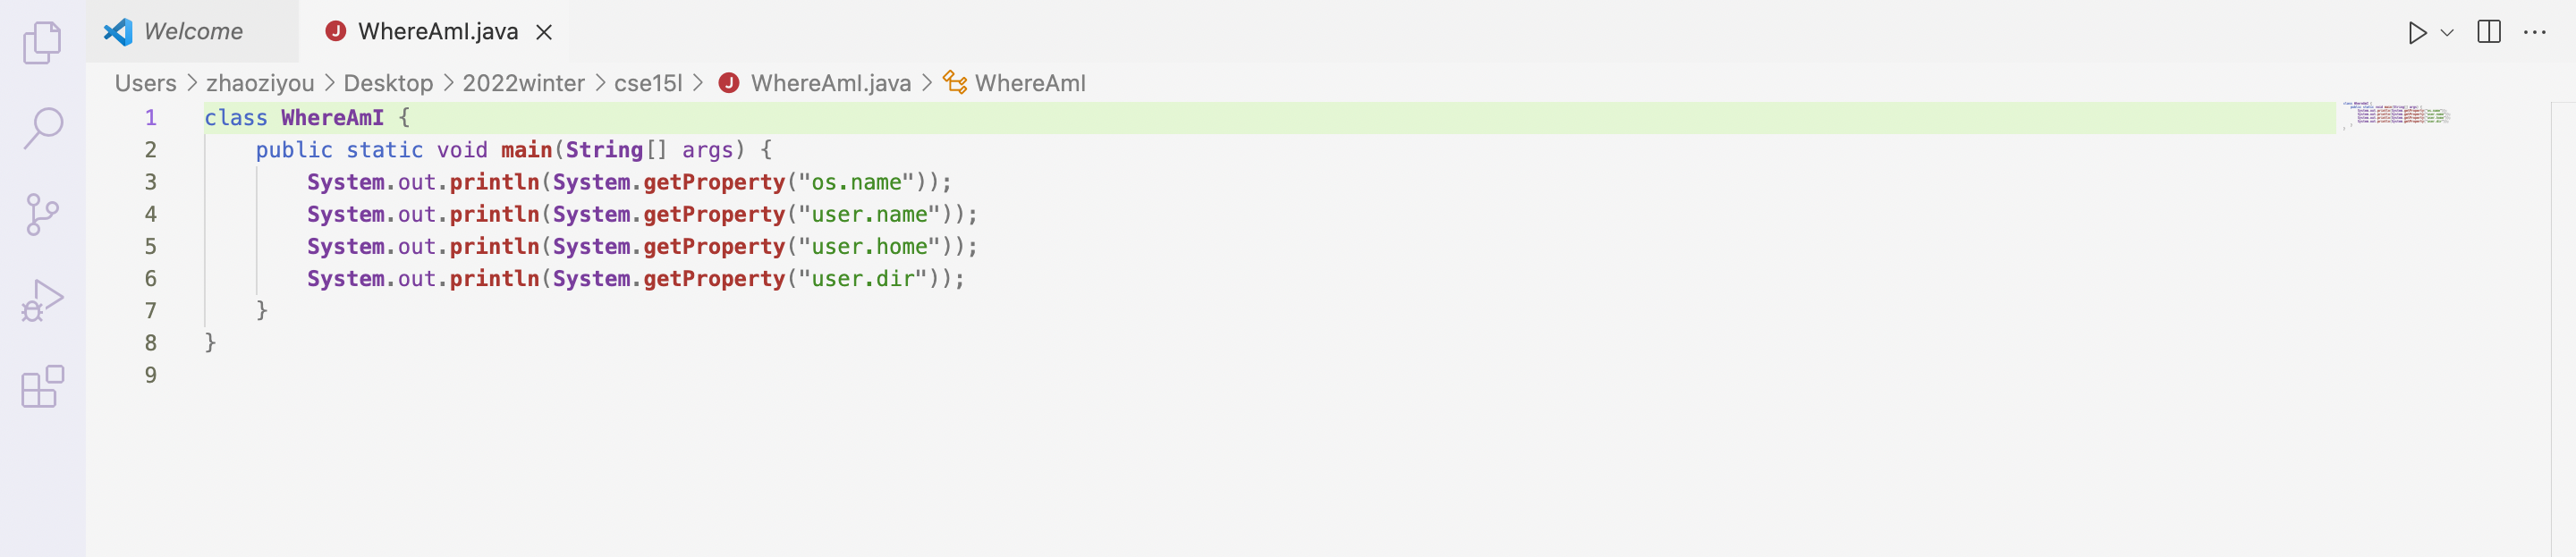 Welcome WhereAmI.java
Users > zhaoziyou > Desktop > 2022winter > cse15l > WhereAmI.java > WhereAmI
1 class WhereAmI {
2     public static void main(String[] args) {
3         System.out.println(System.getProperty("os.name"));
4         System.out.println(System.getProperty("user.name"));
5         System.out.println(System.getProperty("user.home"));
6         System.out.println(System.getProperty("user.dir"));
7     }
8 }
9